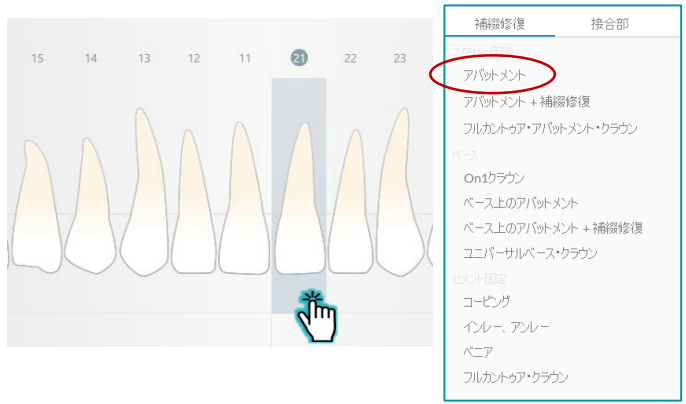 15 14 13 12 11 21 22 23
補綴修復 接合部
スクリュー固定
アバットメント
アバットメント + 補綴修復
フルカントゥア・アバットメント・クラウン
ベース
On1クラウン
ベース上のアバットメント
ベース上のアバットメント + 補綴修復
ユニバーサルベース・クラウン
セメント固定
コーピング
インレー、アンレー
ベニア
フルカントゥア・クラウン